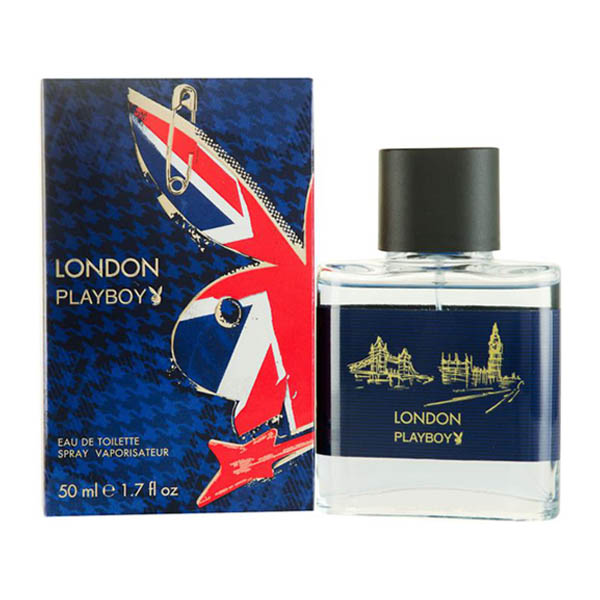 LONDON
PLAYBOY
EAU DE TOILETTE
SPRAY VAPORISATEUR
50 ml e 1.7 fl oz
LONDON
PLAYBOY